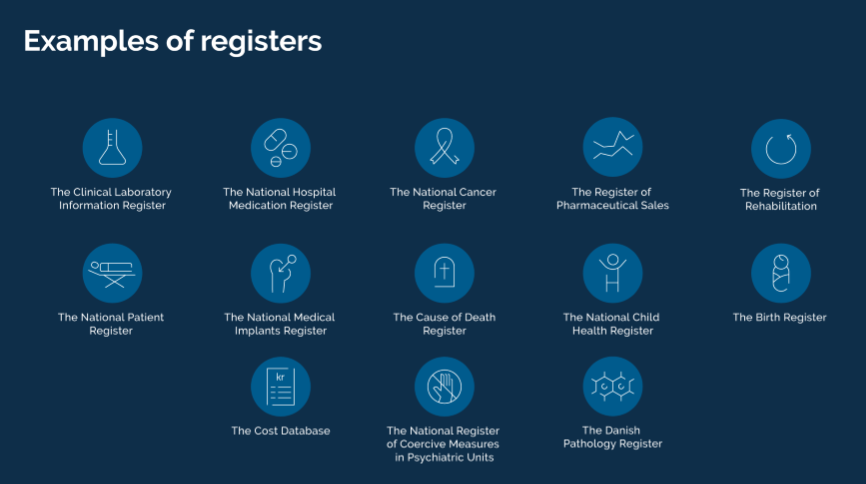 Examples of registers
The Clinical Laboratory
Information Register
The National Hospital
Medication Register
The National Cancer
Register
The Register of
Pharmaceutical Sales
The Register of
Rehabilitation
The National Patient
Register
The National Medical
Implants Register
The Cause of Death
Register
The National Child
Health Register
The Birth Register
kr
The Cost Database
The National Register
of Coercive Measures
in Psychiatric Units
C C
The Danish
Pathology Register